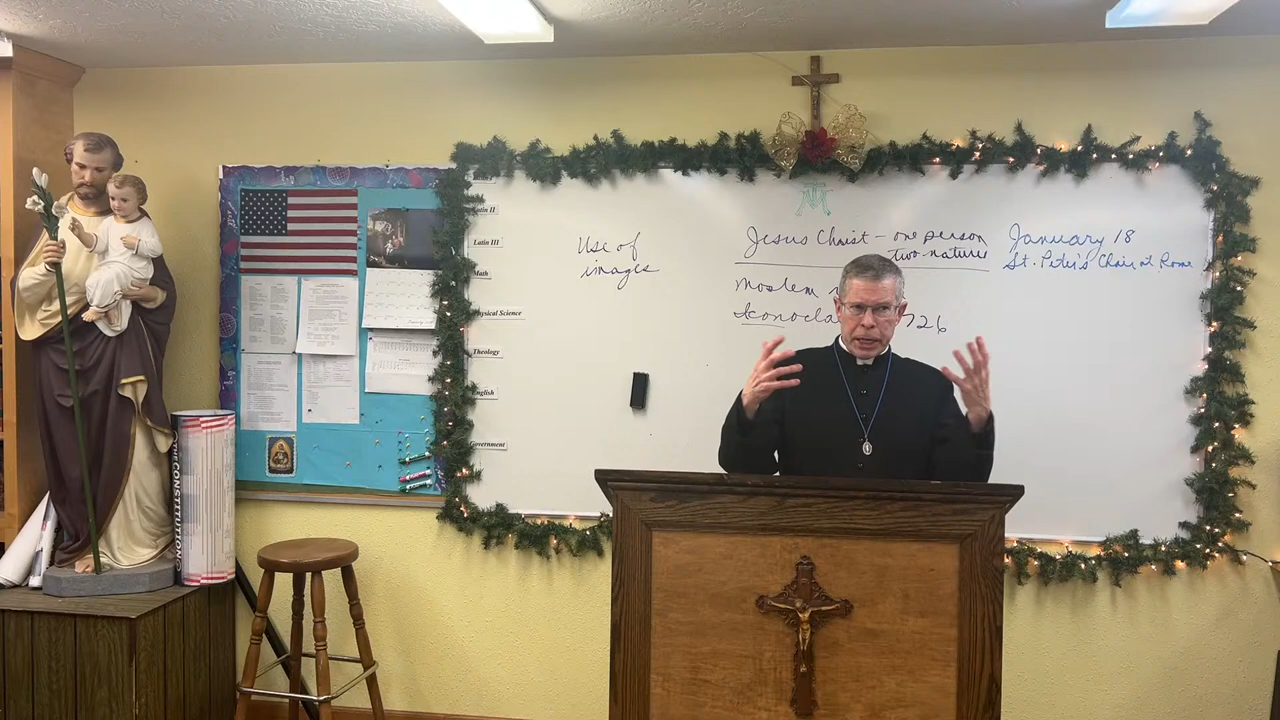 Latin II
Latin III
Math
Physical Science
Theology
English
Government
Use of
images
Jesus Christ - one person
two natures
Moslem
Iconocla
726
January 18
St. Peter's Chair at Rome
THE CONSTITUTION